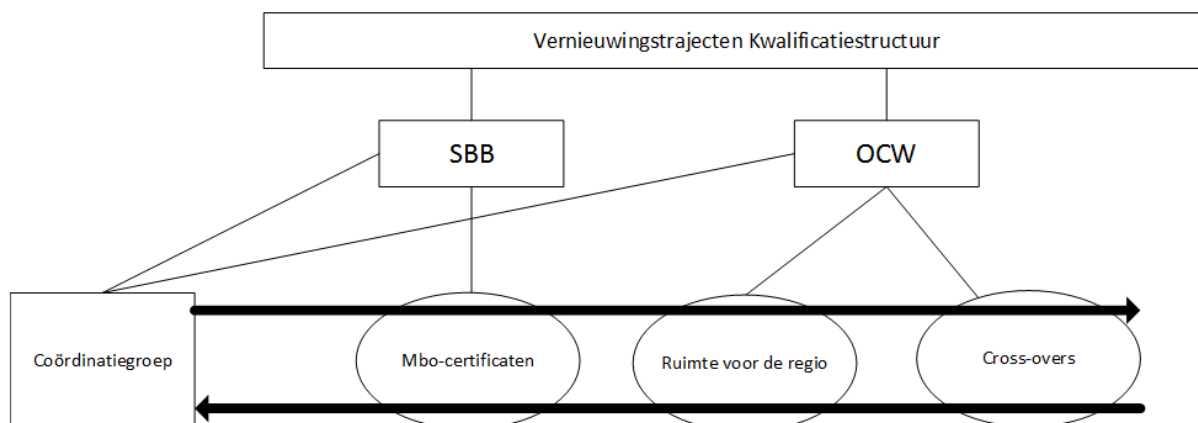 Vernieuwingstrajecten Kwalificatiestructuur
SBB
OCW
Coördinatiegroep
Mbo-certificaten
Ruimte voor de regio
Cross-overs